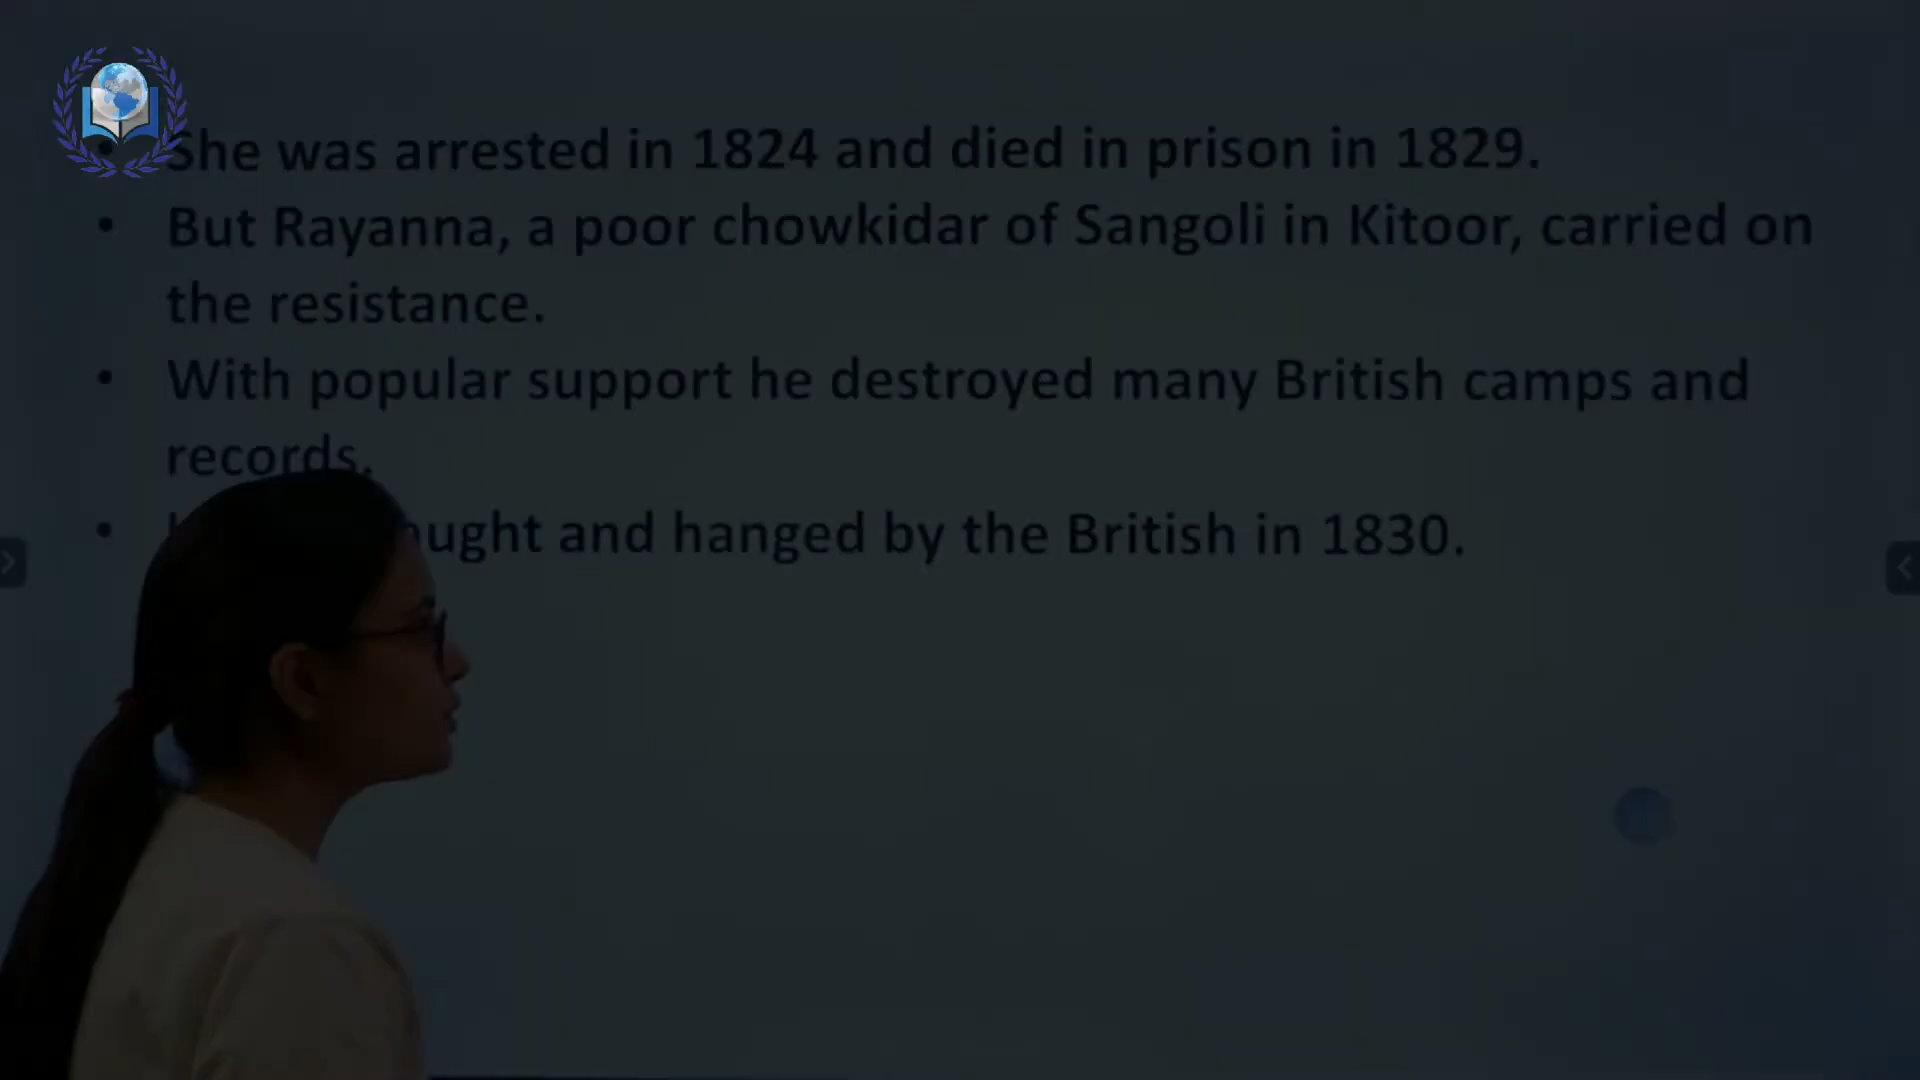 She was arrested in 1824 and died in prison in 1829.
• But Rayanna, a poor chowkidar of Sangoli in Kitoor, carried on
the resistance.
• With popular support he destroyed many British camps and
records.
• and hanged by the British in 1830.